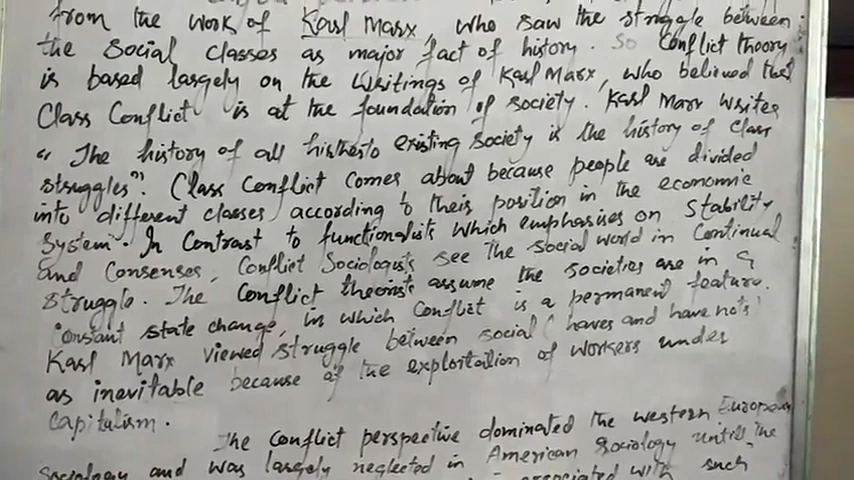 from the work of Karl Marx, who saw the struggle between
the social classes as major fact of history. So Conflict thoory
is based largely on the writings of Karl Marx, who believed that
Class Conflict is at the foundation of society. Karl Marx writes
" The history of all hitherto existing society is the history of class
struggles". Class Conflict comes about because people are divided
into different classes according to their position in the economic
System. In Contrast to functionalists which emphasises on Stability
and Consenses, Conflict Sociologists see the social world in Continual
struggle. The Conflict theorists assume the societies are in a
Constant state change, in which Conflict is a permanent feature.
Karl Marx viewed struggle between social (haves and have nots
as inevitable because of the exploitation of workers under
Capitalism.
The Conflict perspective dominated the western European
Sociology and was largely neglected in American Sociology until the
associated with such